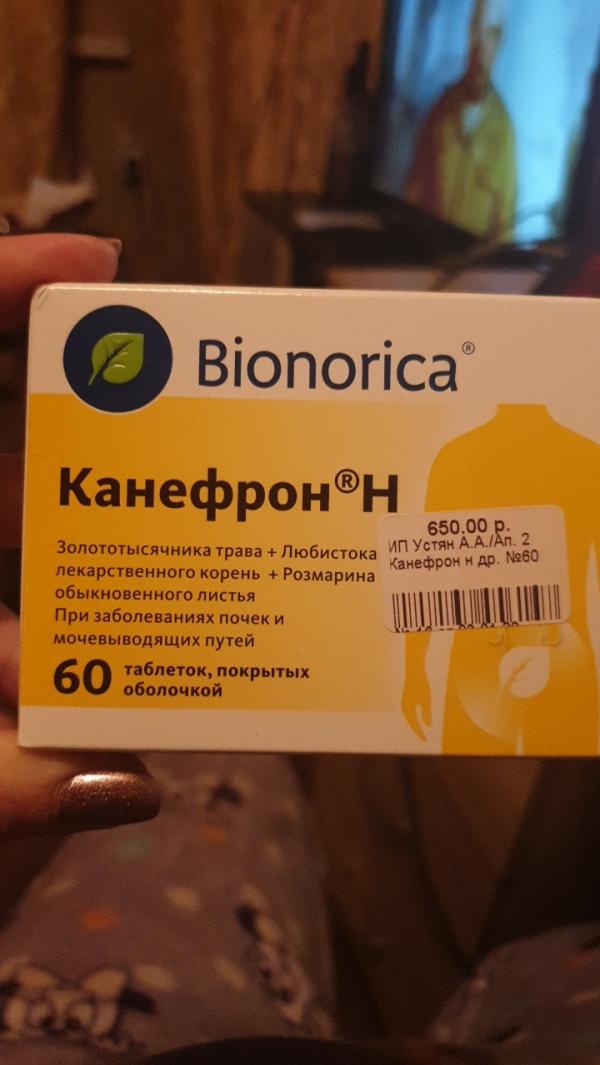 Bionorica®
Канефрон®Н
Золототысячника трава + Любистока
лекарственного корень + Розмарина
обыкновенного листья
При заболеваниях почек и
мочевыводящих путей
60 таблеток, покрытых
оболочкой
650.00 р.
ИП Устян А.А./Ап. 2
Канефрон н др. №60